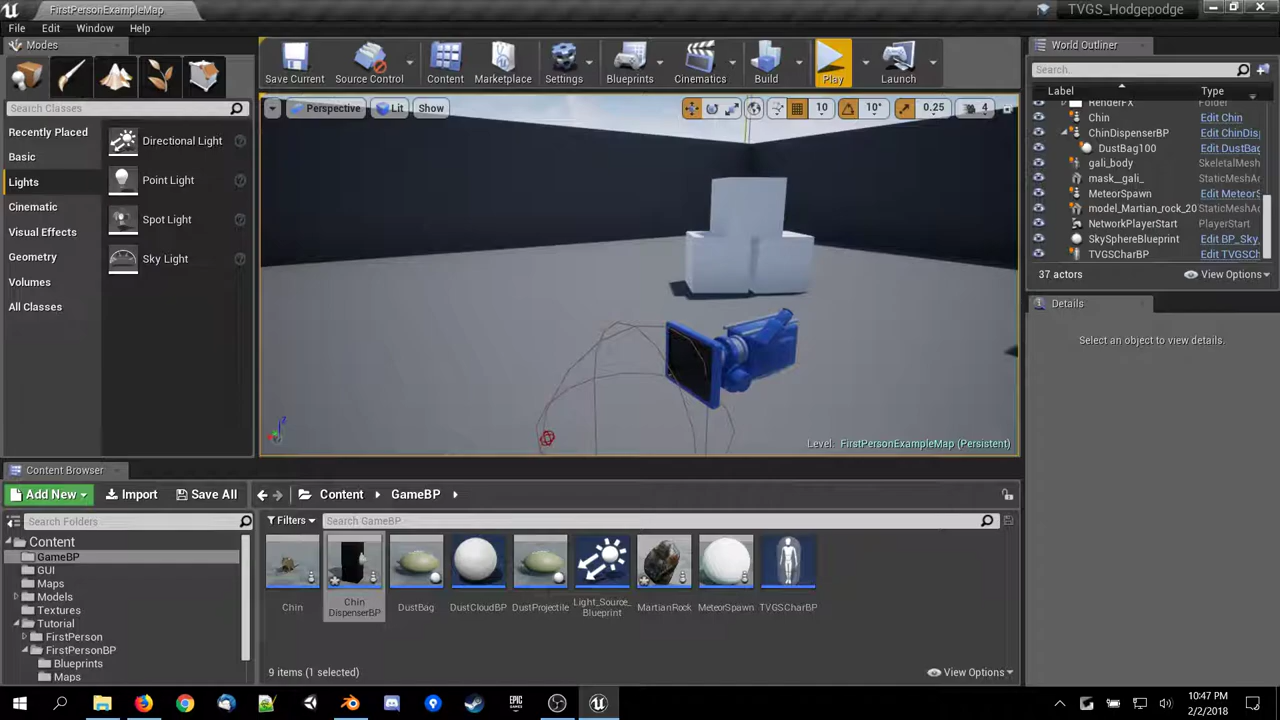 FirstPersonExampleMap
TVGS_Hodgepodge
File Edit Window Help
Modes
Search Classes
Recently Placed
Basic
Lights
Cinematic
Visual Effects
Geometry
Volumes
All Classes
Directional Light
Point Light
Spot Light
Sky Light
Save Current
Source Control
Content
Marketplace
Settings
Blueprints
Cinematics
Build
Play
Launch
Perspective Lit Show
10 10° 0.25 4
Level: FirstPersonExampleMap (Persistent)
World Outliner
Search...
Label Type
RenderFX Folder
Chin Edit Chin
ChinDispenserBP Edit ChinDis
DustBag100 Edit DustBag
gali_body SkeletalMesh
mask__gali_ StaticMeshAc
MeteorSpawn Edit MeteorS
model_Martian_rock_20 StaticMeshAc
NetworkPlayerStart PlayerStart
SkySphereBlueprint Edit BP_Sky_
TVGSCharBP Edit TVGSCh
37 actors View Options
Details
Select an object to view details.
Content Browser
Add New Import Save All Content GameBP
Search Folders
Content
GameBP
GUI
Maps
Models
Textures
Tutorial
FirstPerson
FirstPersonBP
Blueprints
Maps
Filters Search GameBP
Chin
Chin DispenserBP
DustBag
DustCloudBP
DustProjectile
Light_Source_ Blueprint
MartianRock
MeteorSpawn
TVGSCharBP
9 items (1 selected) View Options
10:47 PM
2/2/2018